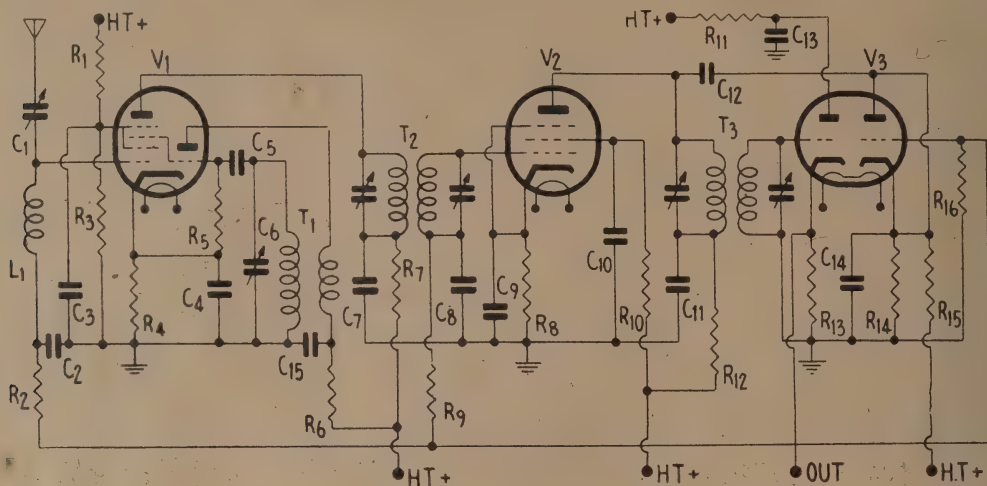 HT+
R1
V1
C1
C5
T1
R3
R5
C6
L1
C3
C4
R4
C2
C15
R2
R6
T2
C7
R7
C8
C9
R9
HT+
V2
R8
C10
R10
HT+
HT+
R11
C13
C12
V3
T3
C11
R12
R16
C14
R13
R14
R15
OUT
H.T+